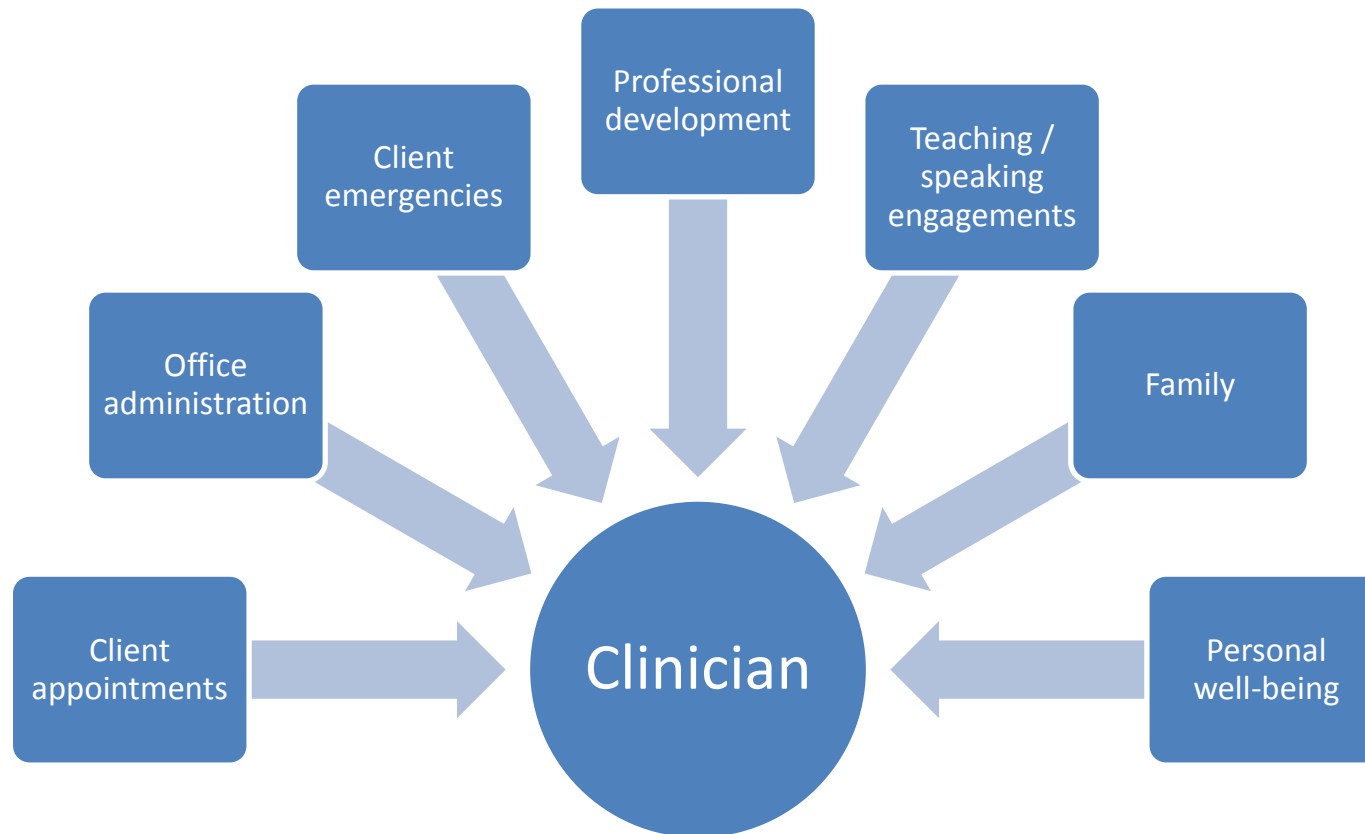 Professional
development
Client
emergencies
Teaching /
speaking
engagements
Office
administration
Family
Client
appointments
Clinician
Personal
well-being